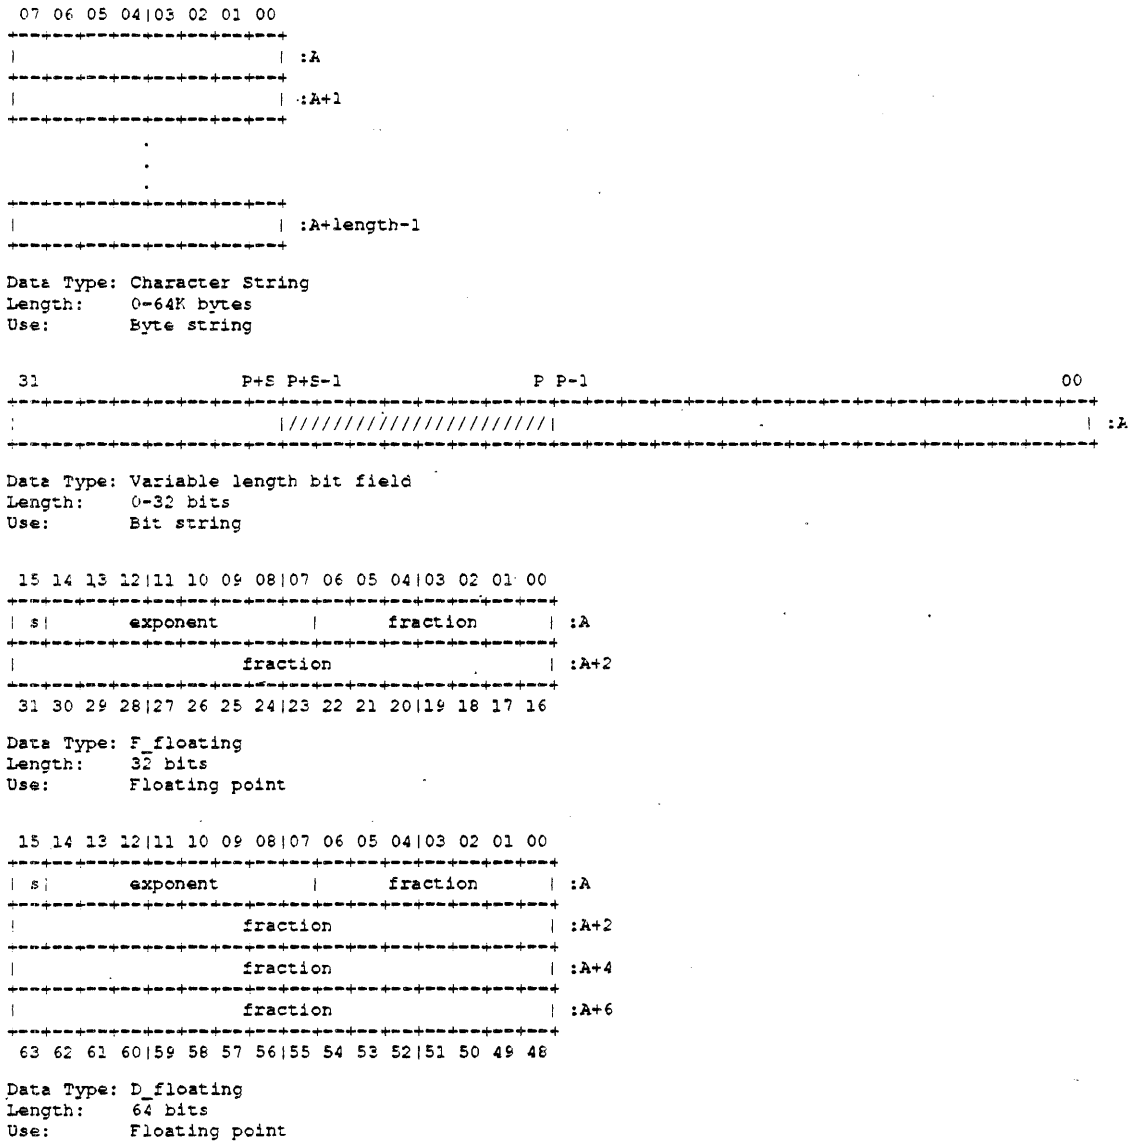 07 06 05 04|03 02 01 00
+--+--+--+--+--+--+--+--+
|                       | :A
+--+--+--+--+--+--+--+--+
|                       | :A+1
+--+--+--+--+--+--+--+--+
.
.
.
+--+--+--+--+--+--+--+--+
|                       | :A+length-1
+--+--+--+--+--+--+--+--+
Data Type: Character String
Length: 0-64K bytes
Use: Byte string
31 P+S P+S-1 P P-1 00
+--+--+--+--+--+--+--+--+--+--+--+--+--+--+--+--+--+--+--+--+--+--+--+--+--+--+--+--+--+--+--+--+
|                       |///////////////////////|                                               | :A
+--+--+--+--+--+--+--+--+--+--+--+--+--+--+--+--+--+--+--+--+--+--+--+--+--+--+--+--+--+--+--+--+
Data Type: Variable length bit field
Length: 0-32 bits
Use: Bit string
15 14 13 12|11 10 09 08|07 06 05 04|03 02 01 00
+--+--+--+--+--+--+--+--+--+--+--+--+--+--+--+--+
| s|       exponent        |      fraction      | :A
+--+--+--+--+--+--+--+--+--+--+--+--+--+--+--+--+
|                    fraction                   | :A+2
+--+--+--+--+--+--+--+--+--+--+--+--+--+--+--+--+
31 30 29 28|27 26 25 24|23 22 21 20|19 18 17 16
Data Type: F_floating
Length: 32 bits
Use: Floating point
15 14 13 12|11 10 09 08|07 06 05 04|03 02 01 00
+--+--+--+--+--+--+--+--+--+--+--+--+--+--+--+--+
| s|       exponent        |      fraction      | :A
+--+--+--+--+--+--+--+--+--+--+--+--+--+--+--+--+
|                    fraction                   | :A+2
+--+--+--+--+--+--+--+--+--+--+--+--+--+--+--+--+
|                    fraction                   | :A+4
+--+--+--+--+--+--+--+--+--+--+--+--+--+--+--+--+
|                    fraction                   | :A+6
+--+--+--+--+--+--+--+--+--+--+--+--+--+--+--+--+
63 62 61 60|59 58 57 56|55 54 53 52|51 50 49 48
Data Type: D_floating
Length: 64 bits
Use: Floating point